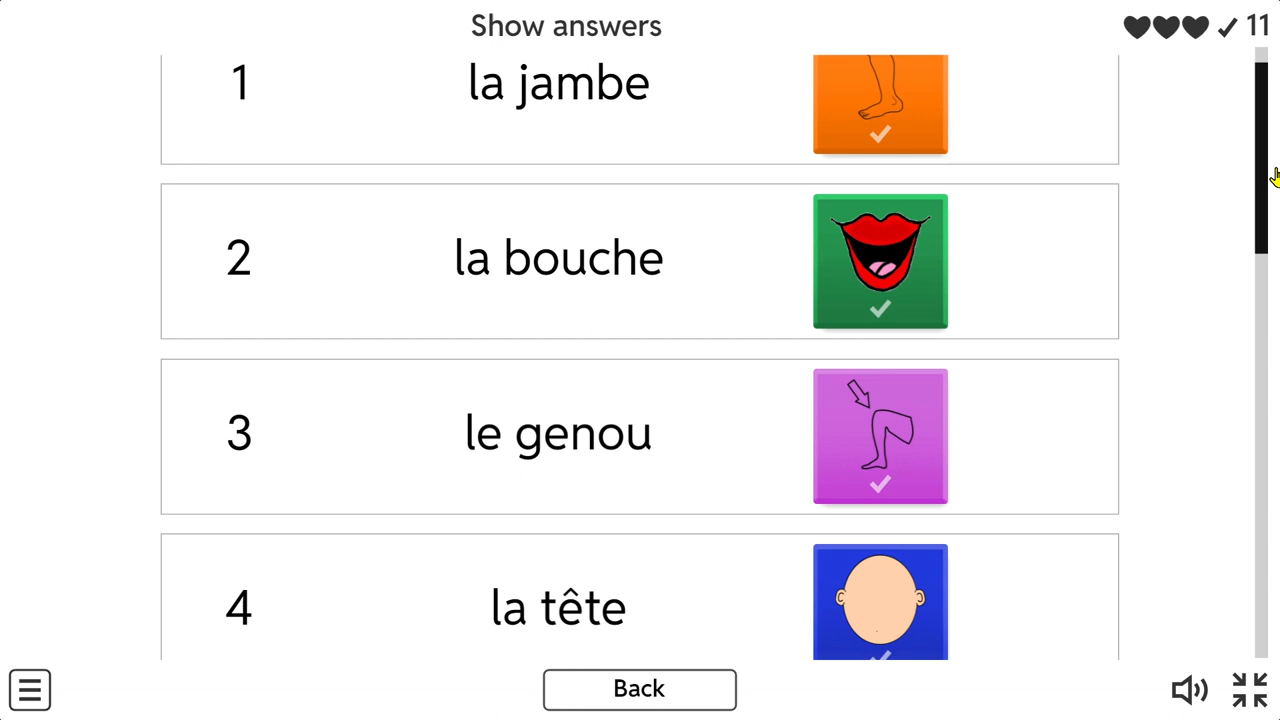 Show answers
11
1 la jambe
2 la bouche
3 le genou
4 la tête
Back